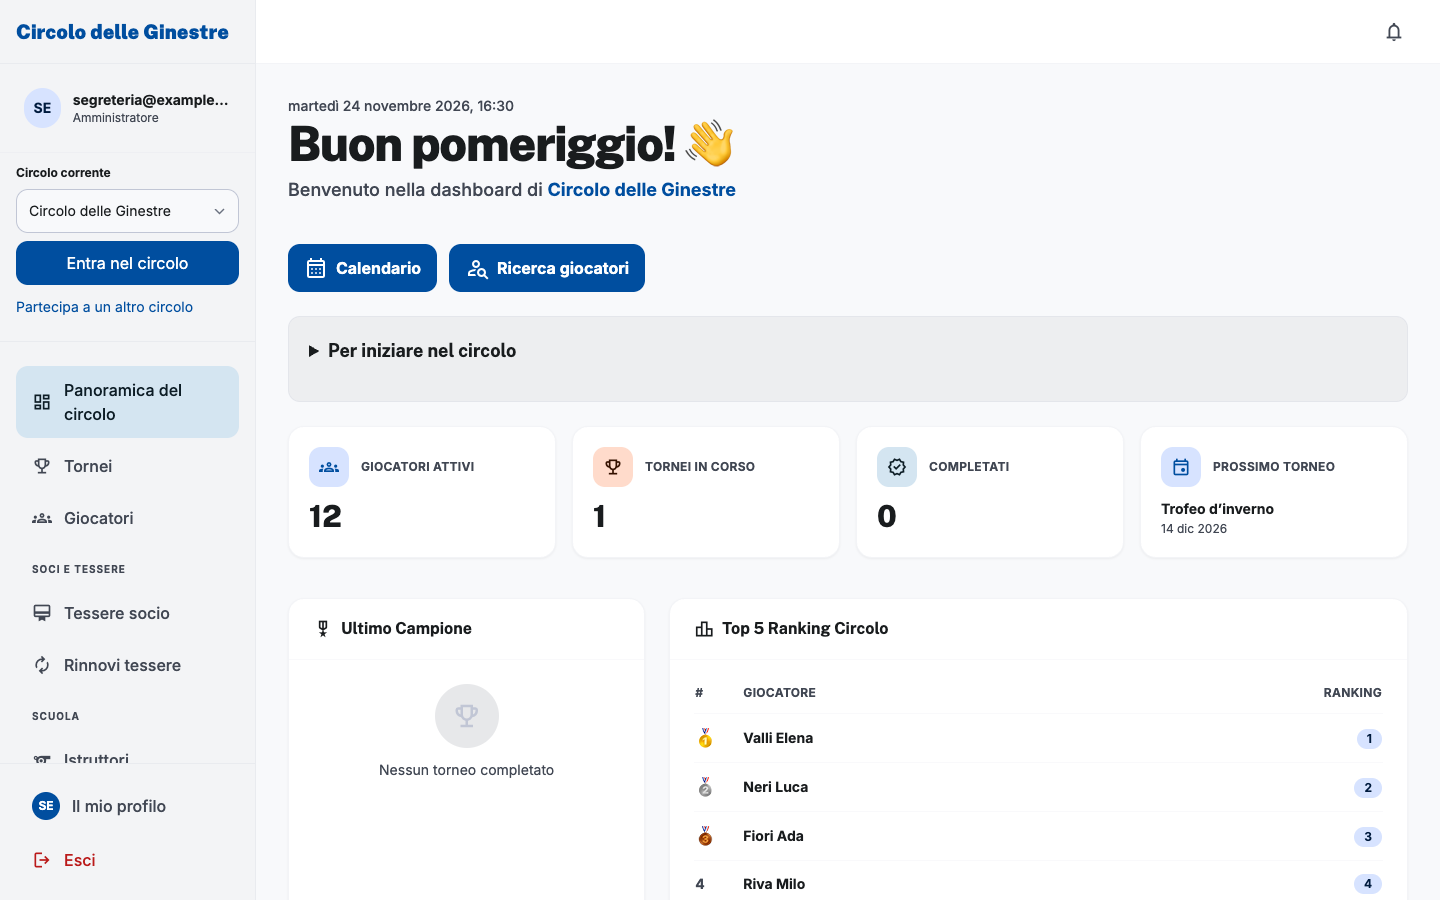 Circolo delle Ginestre
SE
segreteria@example...
Amministratore
Circolo corrente
Circolo delle Ginestre
Entra nel circolo
Partecipa a un altro circolo
Panoramica del
circolo
Tornei
Giocatori
SOCI E TESSERE
Tessere socio
Rinnovi tessere
SCUOLA
Istruttori
SE
Il mio profilo
Esci
martedì 24 novembre 2026, 16:30
Buon pomeriggio! 👋
Benvenuto nella dashboard di Circolo delle Ginestre
Calendario
Ricerca giocatori
Per iniziare nel circolo
GIOCATORI ATTIVI
12
TORNEI IN CORSO
1
COMPLETATI
0
PROSSIMO TORNEO
Trofeo d’inverno
14 dic 2026
Ultimo Campione
Nessun torneo completato
Top 5 Ranking Circolo
# GIOCATORE RANKING
🥇 Valli Elena 1
🥈 Neri Luca 2
🥉 Fiori Ada 3
4 Riva Milo 4